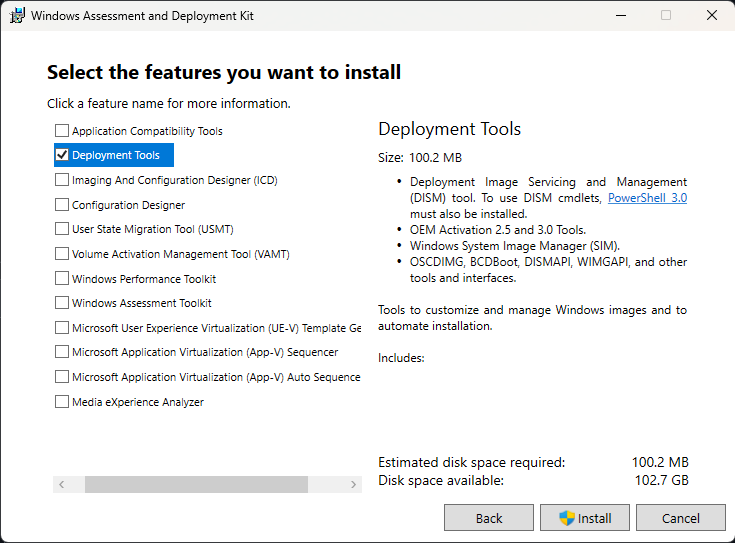 Windows Assessment and Deployment Kit
Select the features you want to install
Click a feature name for more information.
Application Compatibility Tools
Deployment Tools
Imaging And Configuration Designer (ICD)
Configuration Designer
User State Migration Tool (USMT)
Volume Activation Management Tool (VAMT)
Windows Performance Toolkit
Windows Assessment Toolkit
Microsoft User Experience Virtualization (UE-V) Template Ge
Microsoft Application Virtualization (App-V) Sequencer
Microsoft Application Virtualization (App-V) Auto Sequence
Media eXperience Analyzer
Deployment Tools
Size: 100.2 MB
• Deployment Image Servicing and Management
(DISM) tool. To use DISM cmdlets, PowerShell 3.0
must also be installed.
• OEM Activation 2.5 and 3.0 Tools.
• Windows System Image Manager (SIM).
• OSCDIMG, BCDBoot, DISMAPI, WIMGAPI, and other
tools and interfaces.
Tools to customize and manage Windows images and to
automate installation.
Includes:
Estimated disk space required: 100.2 MB
Disk space available: 102.7 GB
Back Install Cancel